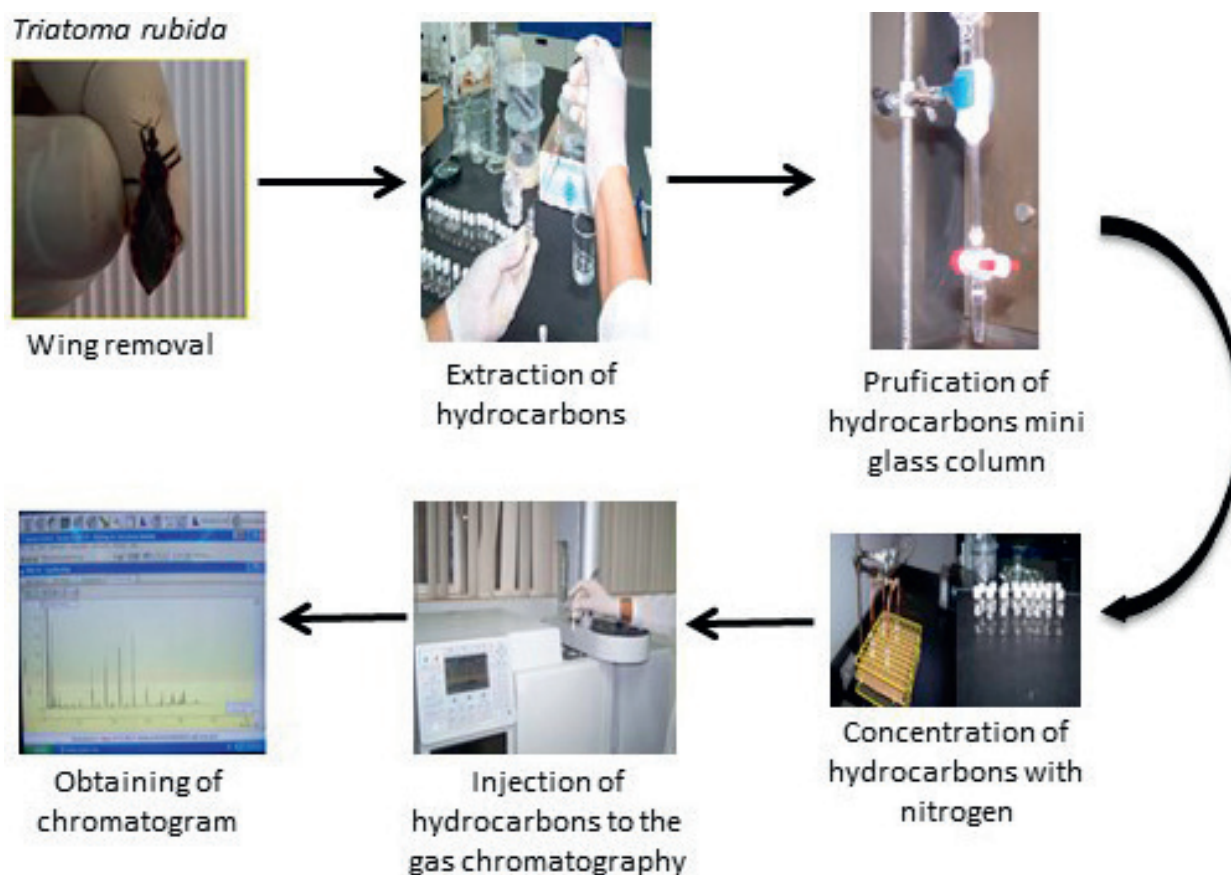 Triatoma rubida
Wing removal
Extraction of
hydrocarbons
Prufication of
hydrocarbons mini
glass column
Concentration of
hydrocarbons with
nitrogen
Injection of
hydrocarbons to the
gas chromatography
Obtaining of
chromatogram